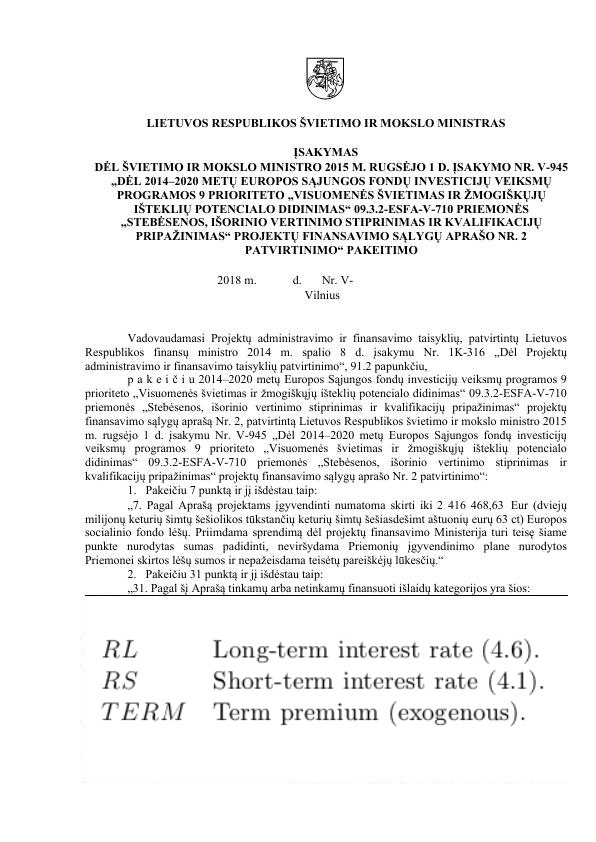 LIETUVOS RESPUBLIKOS ŠVIETIMO IR MOKSLO MINISTRAS
ĮSAKYMAS
DĖL ŠVIETIMO IR MOKSLO MINISTRO 2015 M. RUGSĖJO 1 D. ĮSAKYMO NR. V-945
„DĖL 2014–2020 METŲ EUROPOS SĄJUNGOS FONDŲ INVESTICIJŲ VEIKSMŲ
PROGRAMOS 9 PRIORITETO „VISUOMENĖS ŠVIETIMAS IR ŽMOGIŠKŲJŲ
IŠTEKLIŲ POTENCIALO DIDINIMAS“ 09.3.2-ESFA-V-710 PRIEMONĖS
„STEBĖSENOS, IŠORINIO VERTINIMO STIPRINIMAS IR KVALIFIKACIJŲ
PRIPAŽINIMAS“ PROJEKTŲ FINANSAVIMO SĄLYGŲ APRAŠO NR. 2
PATVIRTINIMO“ PAKEITIMO
2018 m. d. Nr. V-
Vilnius
Vadovaudamasi Projektų administravimo ir finansavimo taisyklių, patvirtintų Lietuvos
Respublikos finansų ministro 2014 m. spalio 8 d. įsakymu Nr. 1K-316 „Dėl Projektų
administravimo ir finansavimo taisyklių patvirtinimo“, 91.2 papunkčiu,
p a k e i č i u 2014–2020 metų Europos Sąjungos fondų investicijų veiksmų programos 9
prioriteto „Visuomenės švietimas ir žmogiškųjų išteklių potencialo didinimas“ 09.3.2-ESFA-V-710
priemonės „Stebėsenos, išorinio vertinimo stiprinimas ir kvalifikacijų pripažinimas“ projektų
finansavimo sąlygų aprašą Nr. 2, patvirtintą Lietuvos Respublikos švietimo ir mokslo ministro 2015
m. rugsėjo 1 d. įsakymu Nr. V-945 „Dėl 2014–2020 metų Europos Sąjungos fondų investicijų
veiksmų programos 9 prioriteto „Visuomenės švietimas ir žmogiškųjų išteklių potencialo
didinimas“ 09.3.2-ESFA-V-710 priemonės „Stebėsenos, išorinio vertinimo stiprinimas ir
kvalifikacijų pripažinimas“ projektų finansavimo sąlygų aprašo Nr. 2 patvirtinimo“:
1. Pakeičiu 7 punktą ir jį išdėstau taip:
„7. Pagal Aprašą projektams įgyvendinti numatoma skirti iki 2 416 468,63 Eur (dviejų
milijonų keturių šimtų šešiolikos tūkstančių keturių šimtų šešiasdešimt aštuonių eurų 63 ct) Europos
socialinio fondo lėšų. Priimdama sprendimą dėl projektų finansavimo Ministerija turi teisę šiame
punkte nurodytas sumas padidinti, neviršydama Priemonių įgyvendinimo plane nurodytos
Priemonei skirtos lėšų sumos ir nepažeisdama teisėtų pareiškėjų lūkesčių.“
2. Pakeičiu 31 punktą ir jį išdėstau taip:
„31. Pagal šį Aprašą tinkamų arba netinkamų finansuoti išlaidų kategorijos yra šios:
RL Long-term interest rate (4.6).
RS Short-term interest rate (4.1).
TERM Term premium (exogenous).